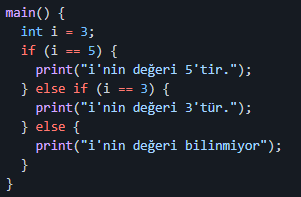 main() {
  int i = 3;
  if (i == 5) {
    print("i'nin değeri 5'tir.");
  } else if (i == 3) {
    print("i'nin değeri 3'tür.");
  } else {
    print("i'nin değeri bilinmiyor");
  }
}